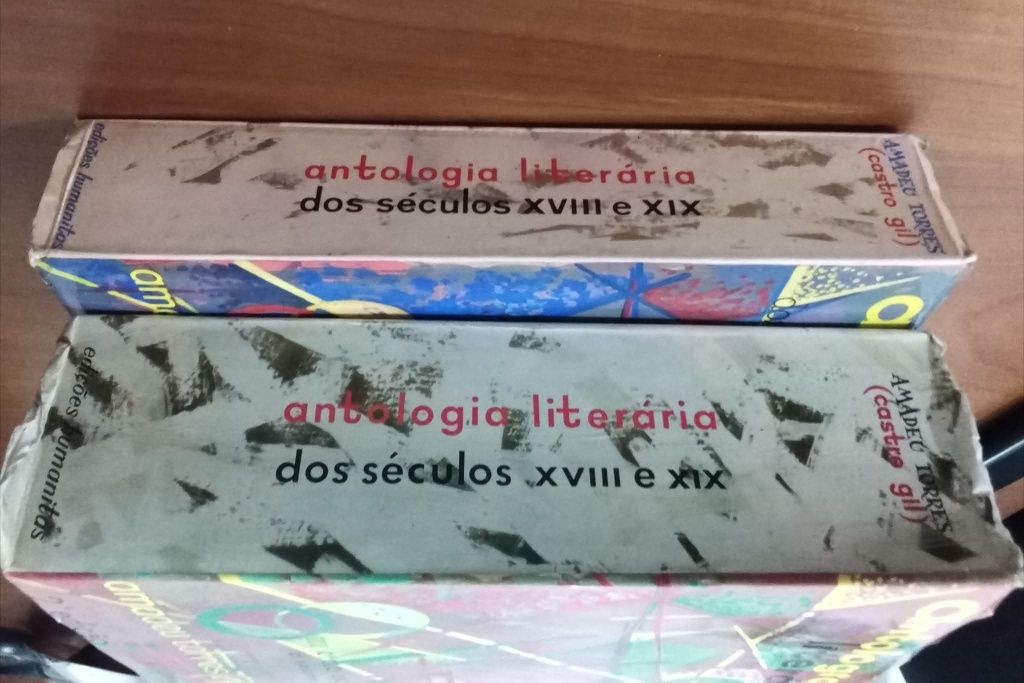 edições humanitas
antologia literária
dos séculos XVIII e XIX
AMADEU TORRES
(castro gil)
edições humanitas
antologia literária
dos séculos XVIII e XIX
AMADEU TORRES
(castro gil)